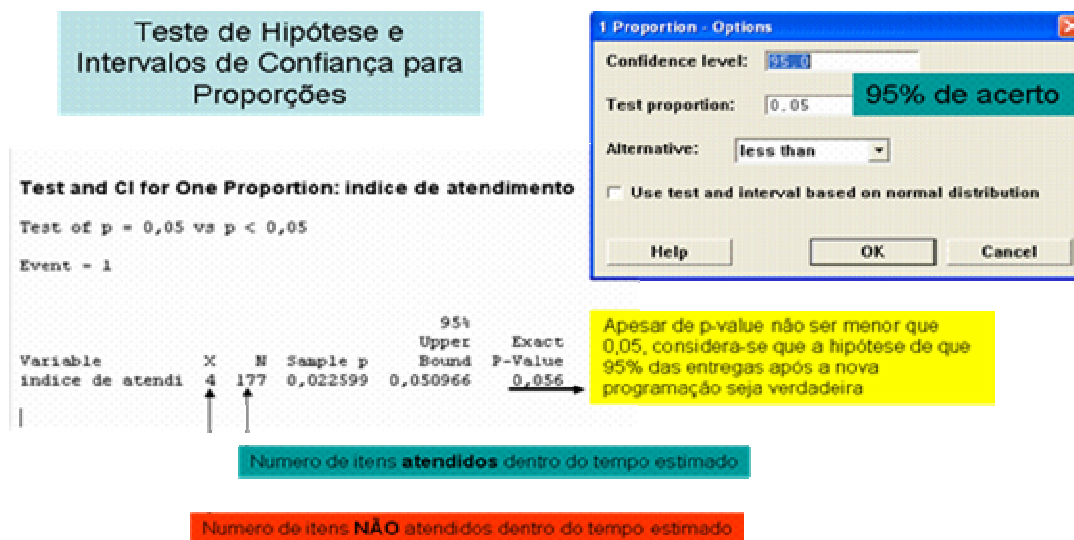 Teste de Hipótese e
Intervalos de Confiança para
Proporções
1 Proportion - Options
Confidence level: 95,0
Test proportion: 0,05
95% de acerto
Alternative: less than
Use test and interval based on normal distribution
Help OK Cancel
Test and CI for One Proportion: indice de atendimento
Test of p = 0,05 vs p < 0,05
Event = 1
95%
Upper Exact
Variable X N Sample p Bound P-Value
indice de atendi 4 177 0,022599 0,050966 0,056
Apesar de p-value não ser menor que
0,05, considera-se que a hipótese de que
95% das entregas após a nova
programação seja verdadeira
Numero de itens atendidos dentro do tempo estimado
Numero de itens NÃO atendidos dentro do tempo estimado